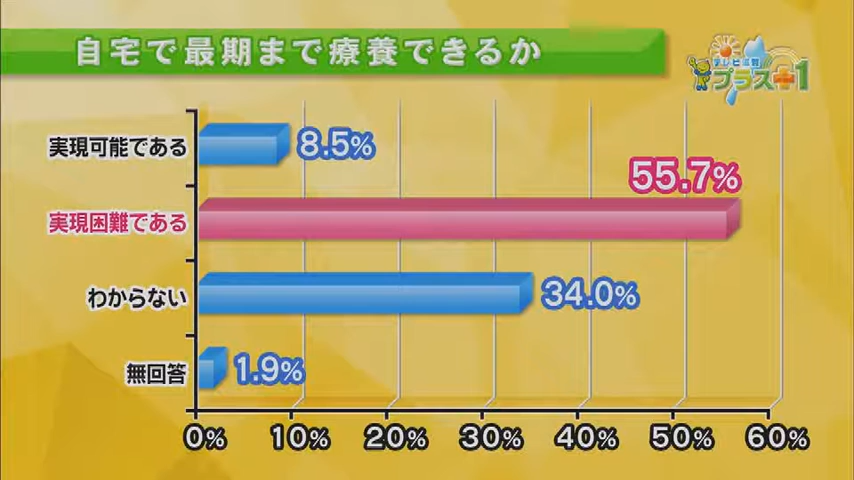 自宅で最期まで療養できるか
テレビ滋賀
プラス+1
実現可能である
8.5%
55.7%
実現困難である
わからない
34.0%
無回答
1.9%
0%
10%
20%
30%
40%
50%
60%